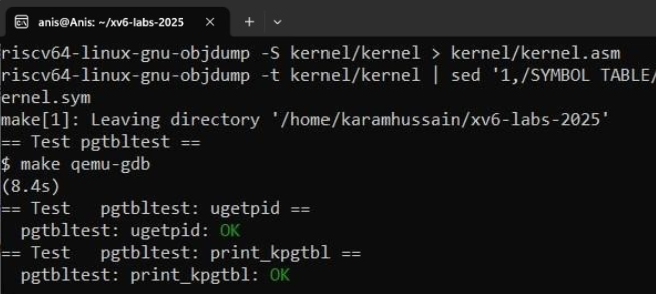 anis@Anis: ~/xv6-labs-2025
riscv64-linux-gnu-objdump -S kernel/kernel > kernel/kernel.asm
riscv64-linux-gnu-objdump -t kernel/kernel | sed '1,/SYMBOL TABLE/
ernel.sym
make[1]: Leaving directory '/home/karamhussain/xv6-labs-2025'
== Test pgtbltest ==
$ make qemu-gdb
(8.4s)
== Test   pgtbltest: ugetpid ==
  pgtbltest: ugetpid: OK
== Test   pgtbltest: print_kpgtbl ==
  pgtbltest: print_kpgtbl: OK